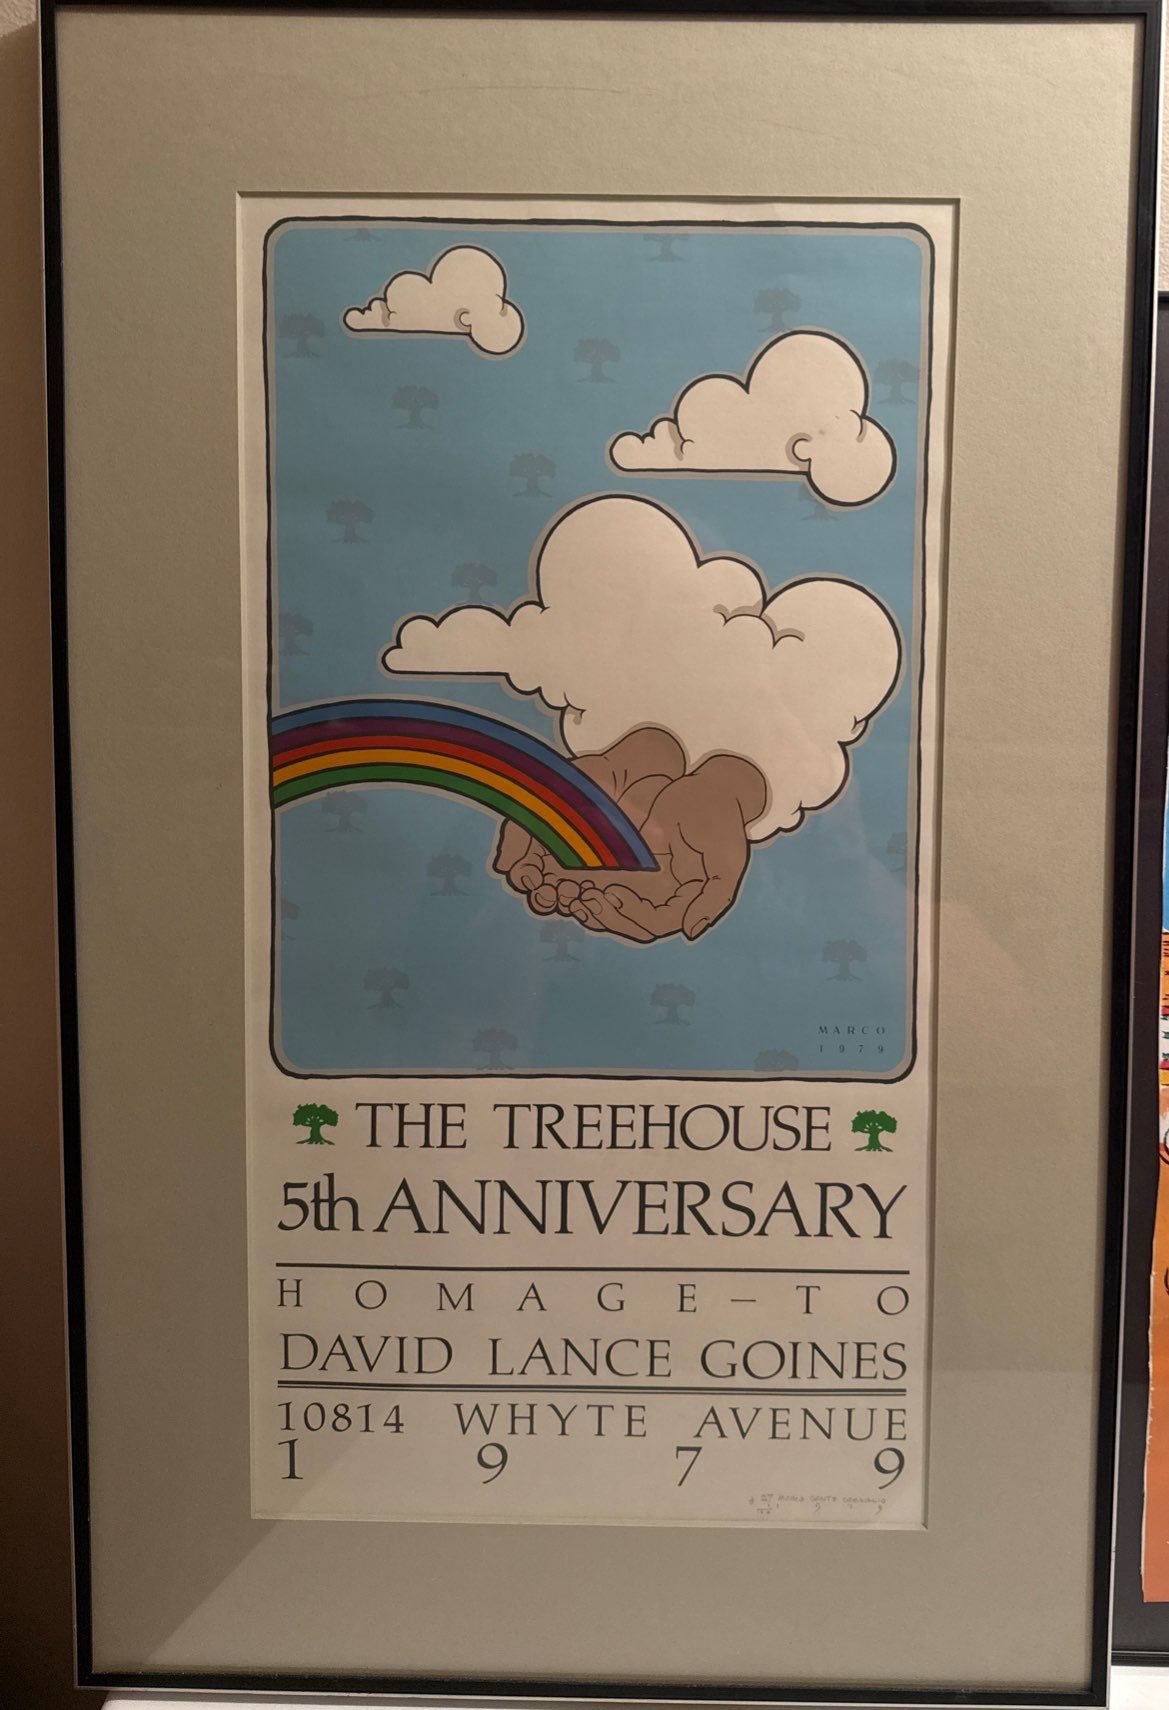 MARCO
1979
THE TREEHOUSE
5th ANNIVERSARY
HOMAGE–TO
DAVID LANCE GOINES
10814 WHYTE AVENUE
1979